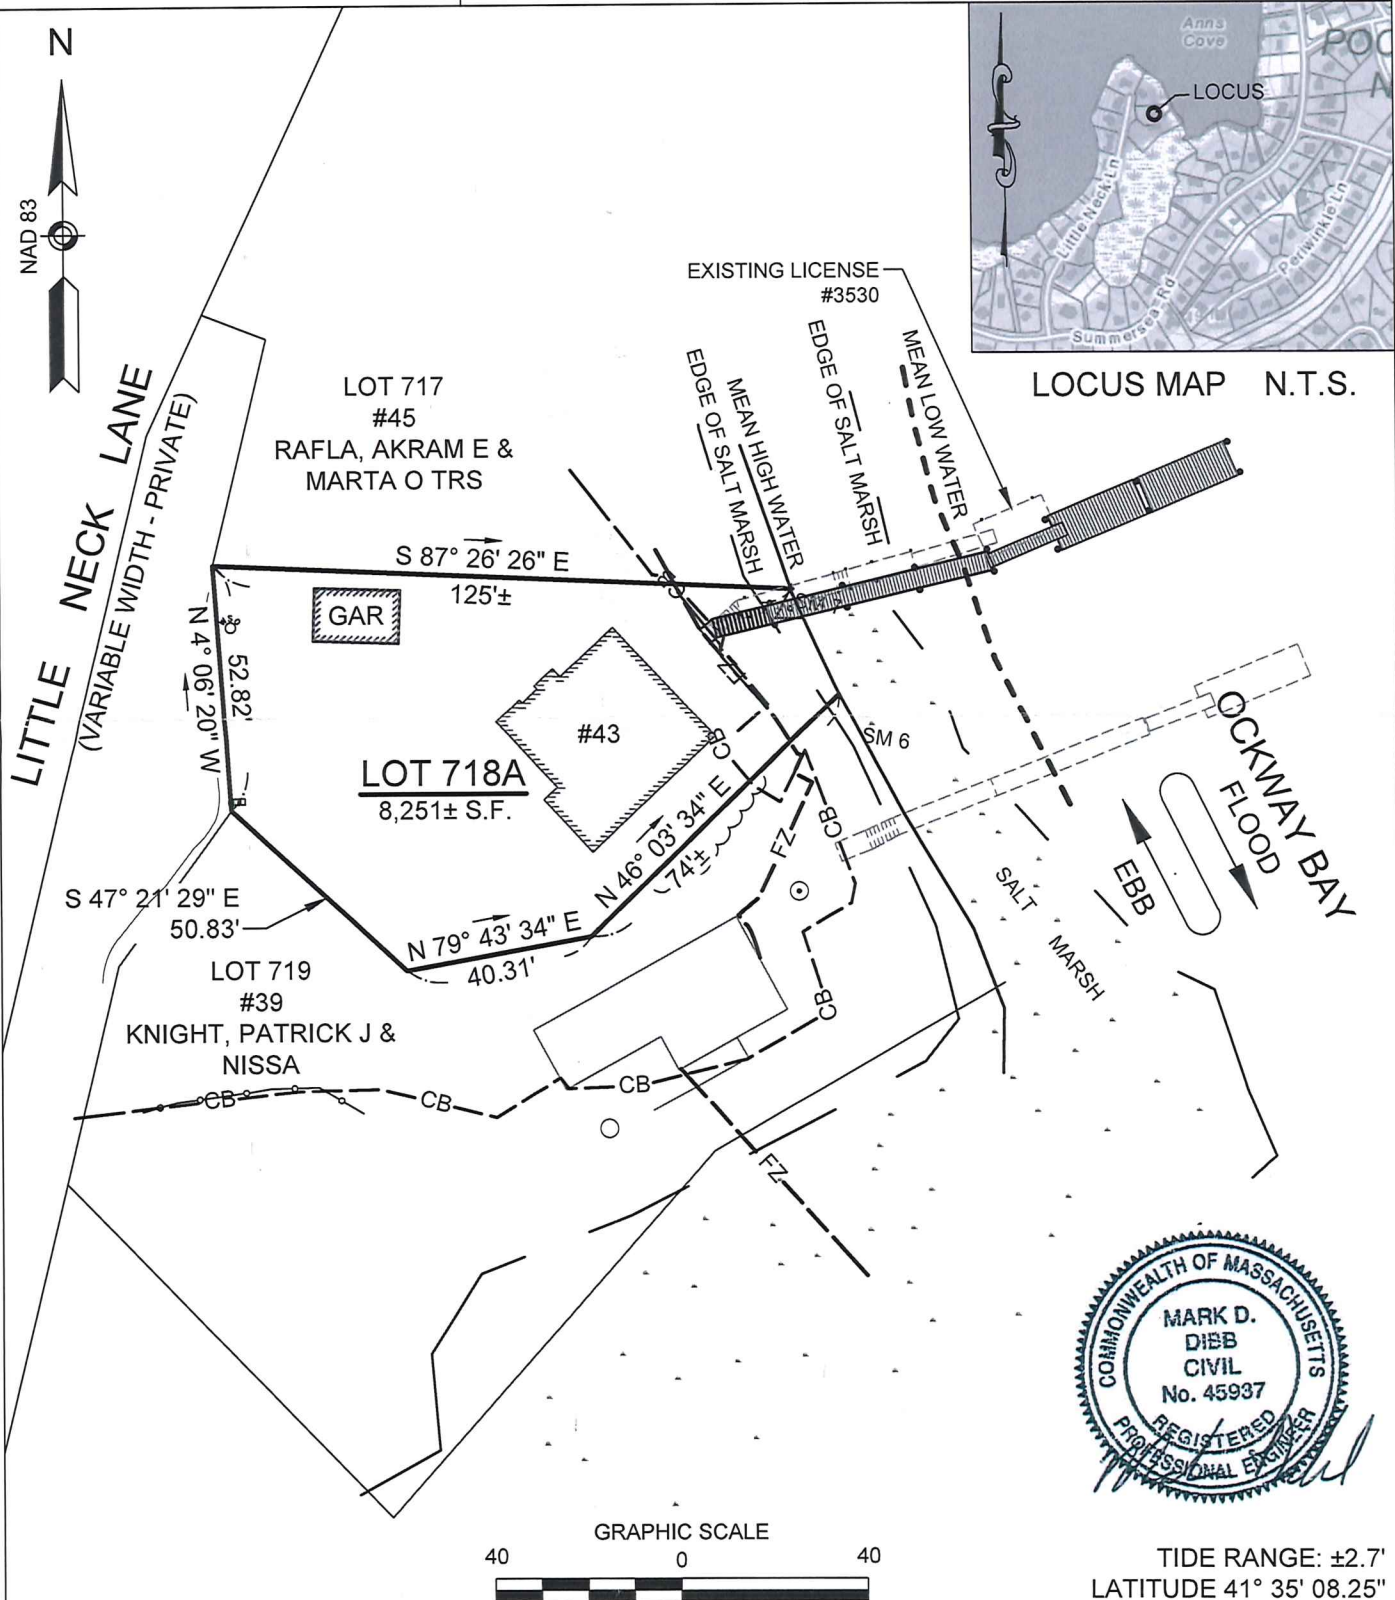 N
NAD 83
Anns
Cove
POC
N
LOCUS
Little Neck Ln
Periwinkle Ln
Summersea Rd
LOCUS MAP N.T.S.
EXISTING LICENSE
#3530
EDGE OF SALT MARSH
MEAN HIGH WATER
EDGE OF SALT MARSH
MEAN LOW WATER
LITTLE NECK LANE
(VARIABLE WIDTH - PRIVATE)
LOT 717
#45
RAFLA, AKRAM E &
MARTA O TRS
S 87° 26' 26" E
125'±
GAR
N 4° 06' 20" W
52.82'
#43
LOT 718A
8,251± S.F.
CB
SM 6
N 46° 03' 34" E
74'±
FZ
CB
S 47° 21' 29" E
50.83'
N 79° 43' 34" E
40.31'
LOT 719
#39
KNIGHT, PATRICK J &
NISSA
CB
CB
CB
CB
FZ
OCKWAY BAY
FLOOD
EBB
SALT MARSH
COMMONWEALTH OF MASSACHUSETTS
MARK D.
DIBB
CIVIL
No. 45937
REGISTERED
PROFESSIONAL ENGINEER
GRAPHIC SCALE
40 0 40
TIDE RANGE: ±2.7'
LATITUDE 41° 35' 08.25"